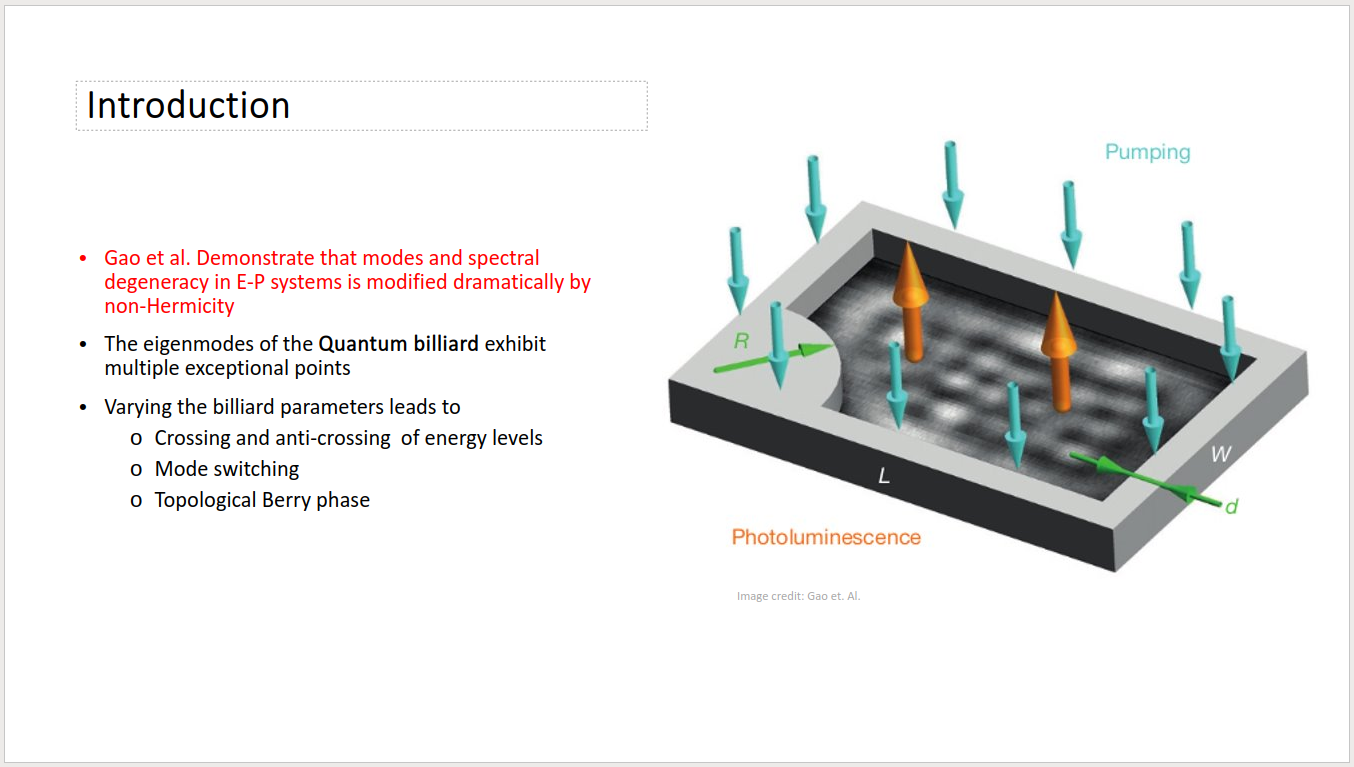 Introduction
• Gao et al. Demonstrate that modes and spectral
degeneracy in E-P systems is modified dramatically by
non-Hermicity
• The eigenmodes of the Quantum billiard exhibit
multiple exceptional points
• Varying the billiard parameters leads to
o Crossing and anti-crossing of energy levels
o Mode switching
o Topological Berry phase
Pumping
R
L
W
d
Photoluminescence
Image credit: Gao et. Al.